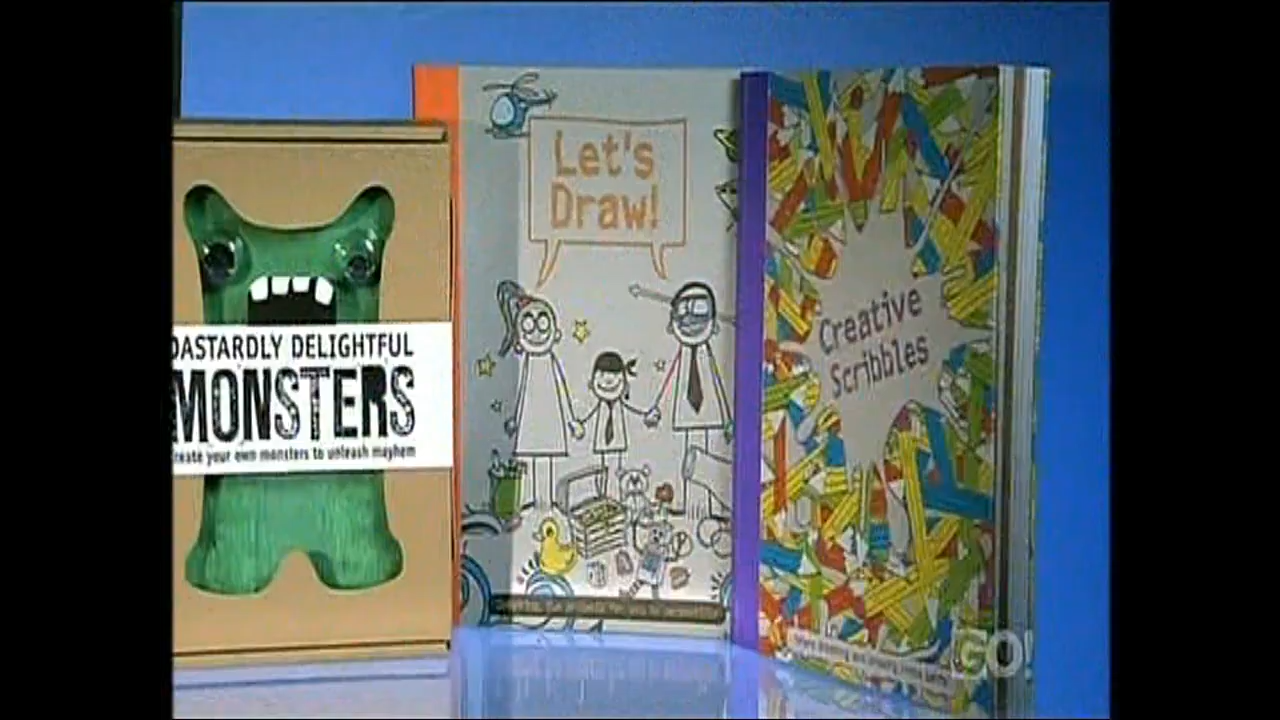 DASTARDLY DELIGHTFUL
MONSTERS
create your own monsters to unleash mayhem
Let's
Draw!
Creative
Scribbles
GO!